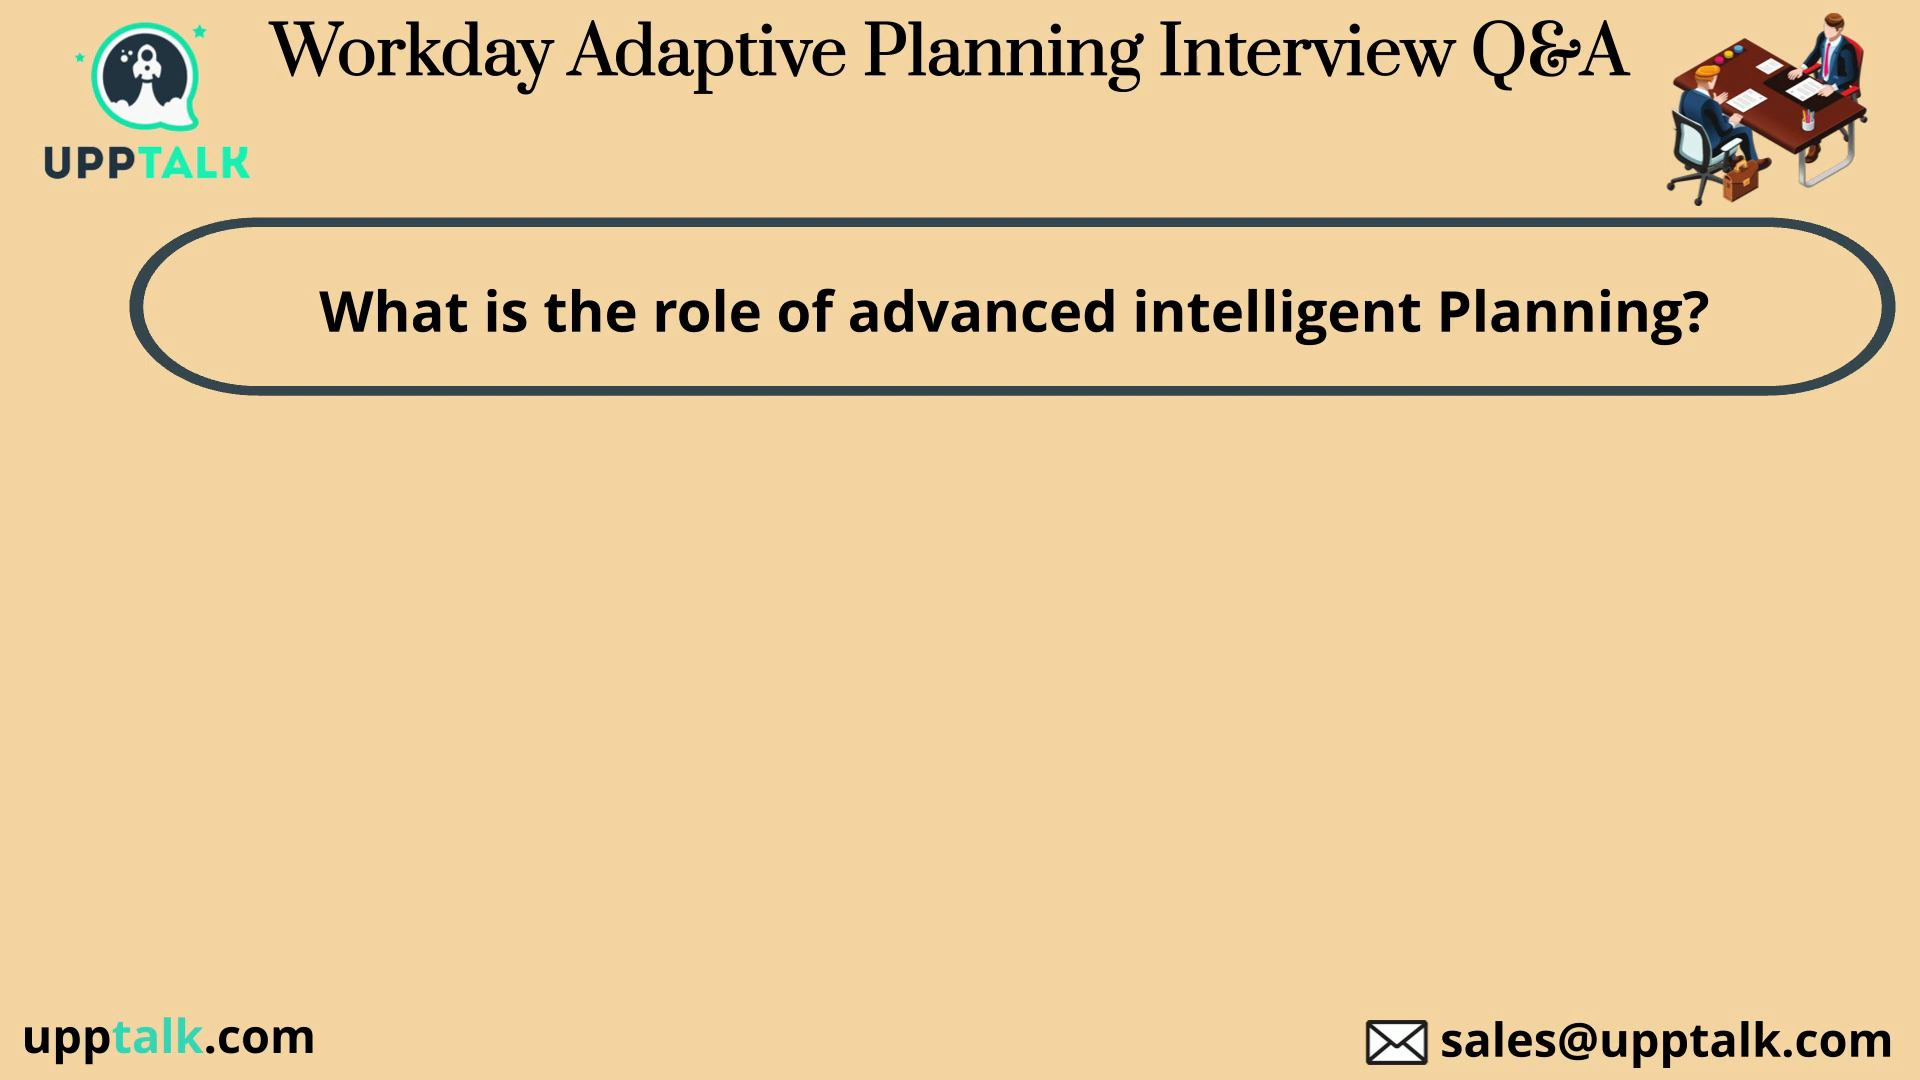 Workday Adaptive Planning Interview Q&A
UPPTALK
What is the role of advanced intelligent Planning?
upptalk.com
sales@upptalk.com